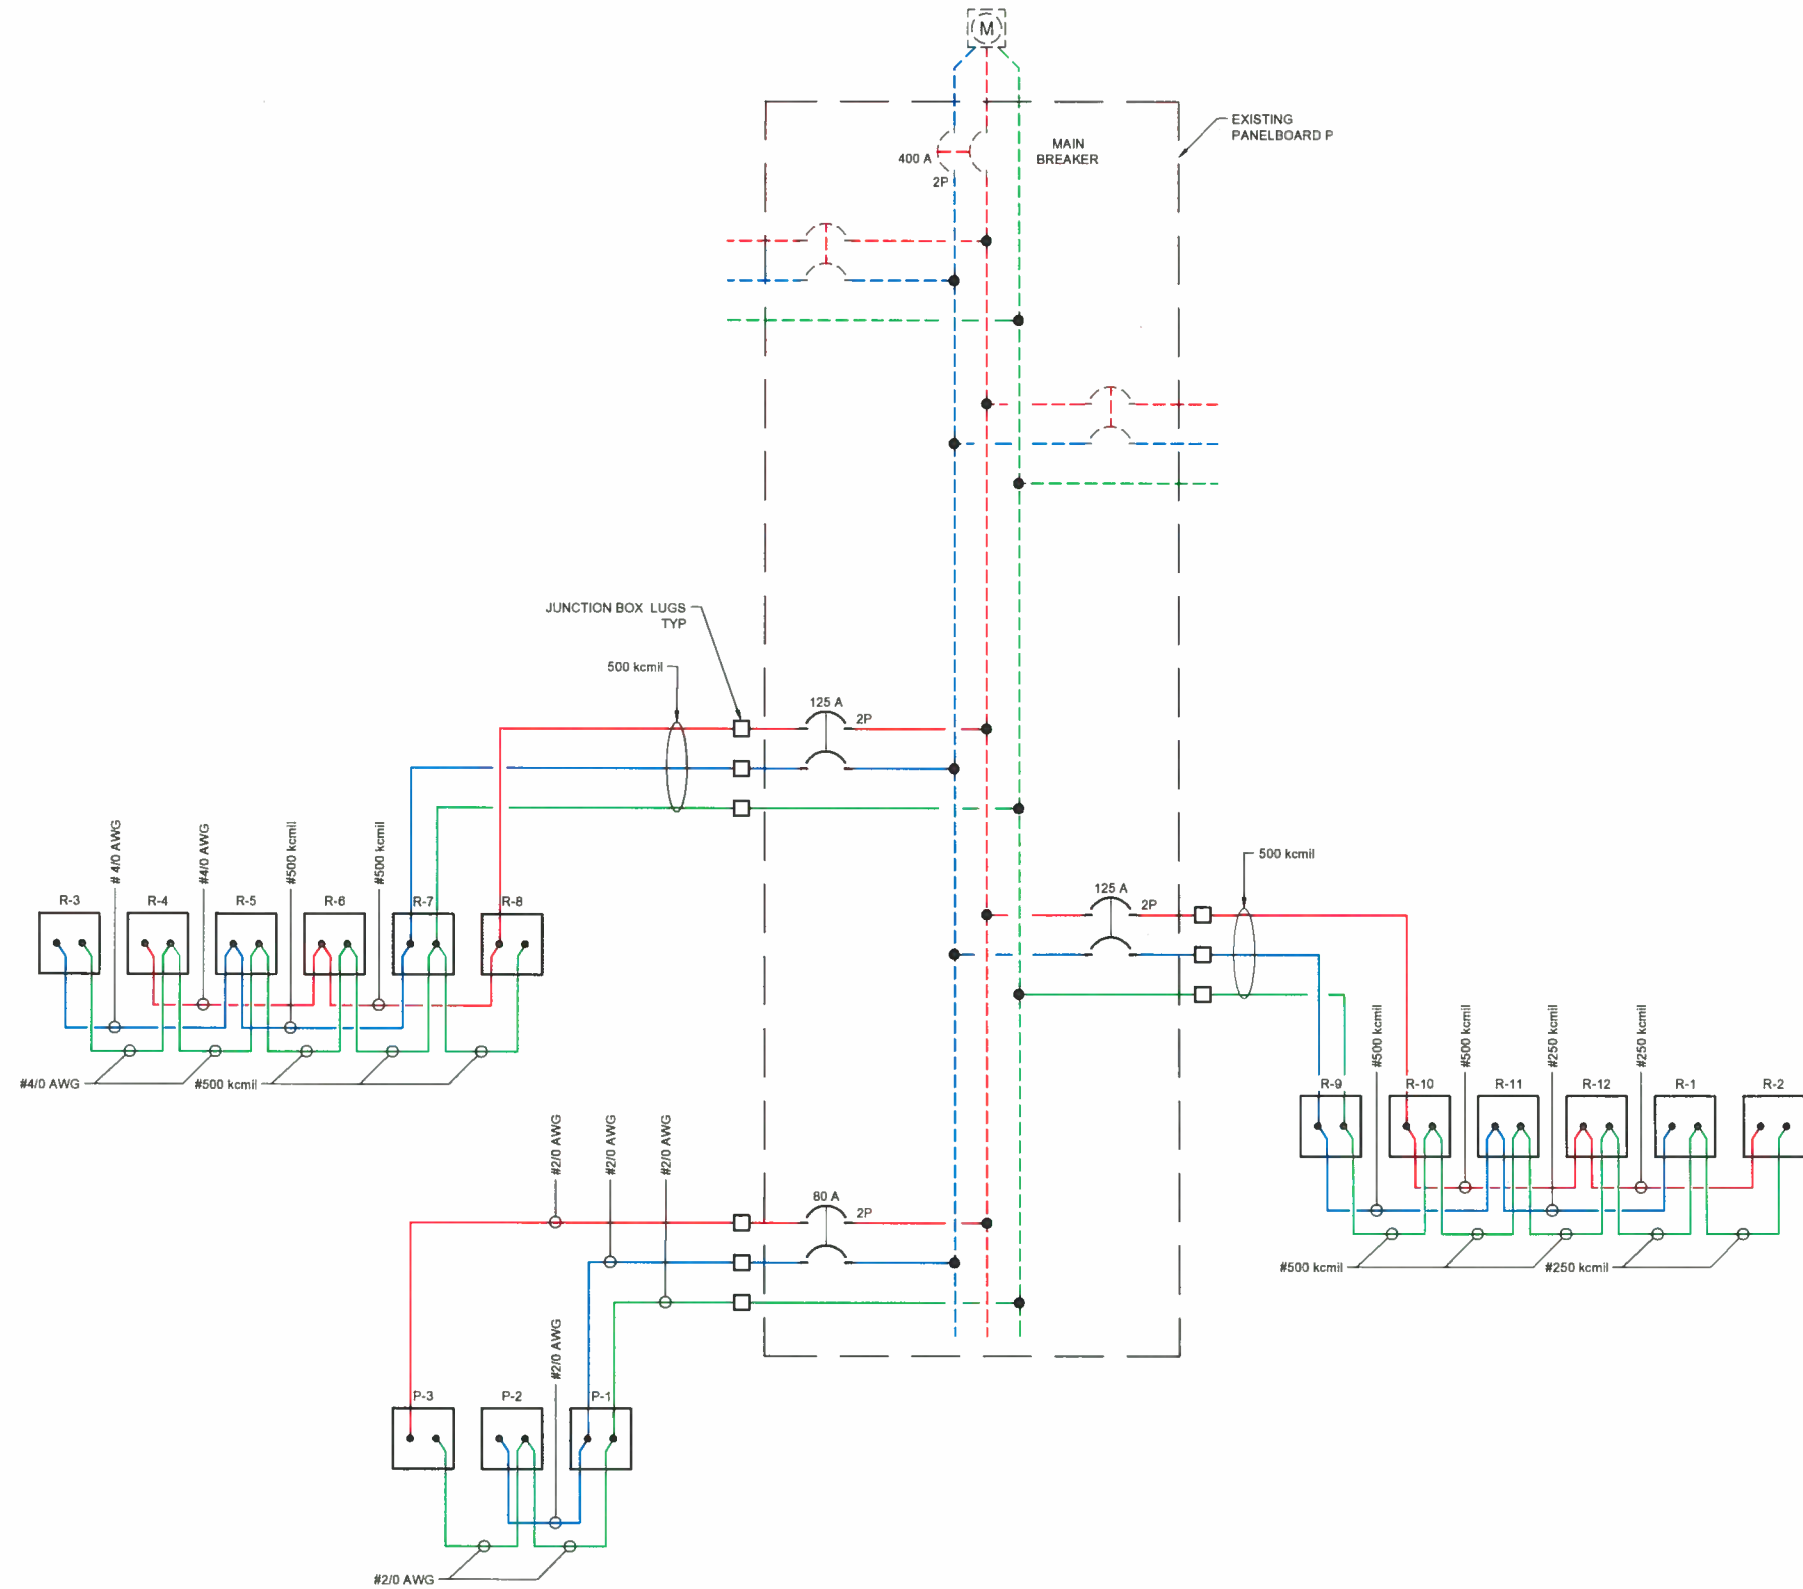 M
EXISTING
PANELBOARD P
MAIN
BREAKER
400 A
2P
JUNCTION BOX LUGS
TYP
500 kcmil
125 A
2P
# 4/0 AWG
#4/0 AWG
#500 kcmil
#500 kcmil
R-3
R-4
R-5
R-6
R-7
R-8
#4/0 AWG
#500 kcmil
500 kcmil
125 A
2P
#500 kcmil
#500 kcmil
#250 kcmil
#250 kcmil
R-9
R-10
R-11
R-12
R-1
R-2
#500 kcmil
#250 kcmil
#2/0 AWG
#2/0 AWG
#2/0 AWG
80 A
2P
#2/0 AWG
P-3
P-2
P-1
#2/0 AWG